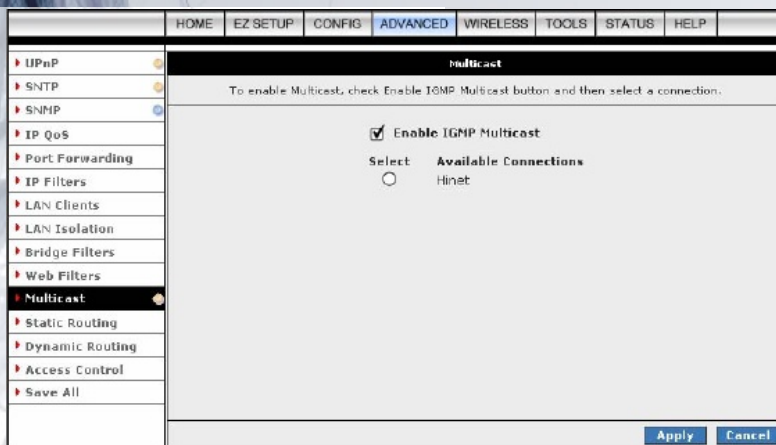 HOME EZ SETUP CONFIG ADVANCED WIRELESS TOOLS STATUS HELP
UPnP
SNTP
SNMP
IP QoS
Port Forwarding
IP Filters
LAN Clients
LAN Isolation
Bridge Filters
Web Filters
Multicast
Static Routing
Dynamic Routing
Access Control
Save All
Multicast
To enable Multicast, check Enable IGMP Multicast button and then select a connection.
Enable IGMP Multicast
Select Available Connections
Hinet
Apply Cancel